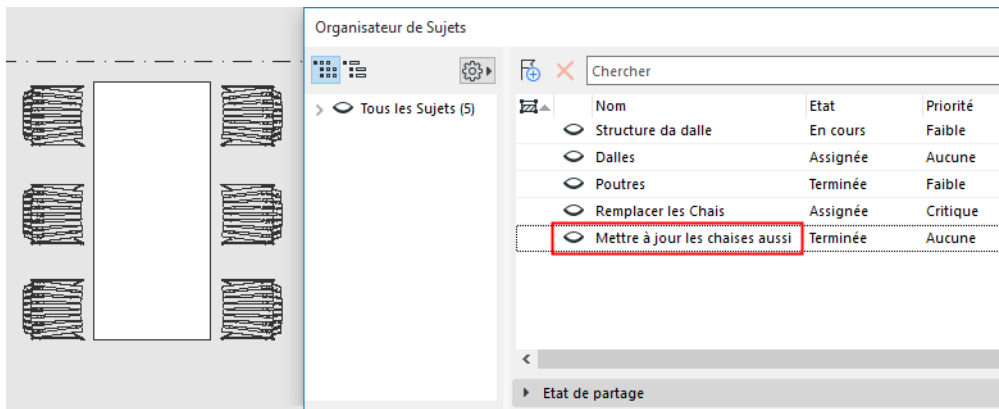 Organisateur de Sujets
Chercher
Tous les Sujets (5)
Nom Etat Priorité
Structure da dalle En cours Faible
Dalles Assignée Aucune
Poutres Terminée Faible
Remplacer les Chais Assignée Critique
Mettre à jour les chaises aussi Terminée Aucune
Etat de partage